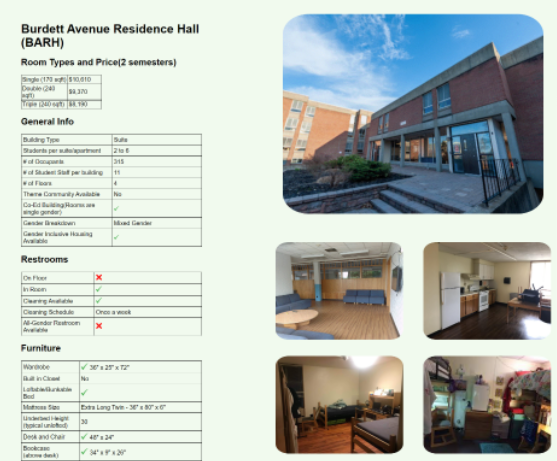 Burdett Avenue Residence Hall
(BARH)
Room Types and Price(2 semesters)
Single (170 sqft) $10,610
Double (240 sqft) $9,370
Triple (240 sqft) $8,190
General Info
Building Type Suite
Students per suite/apartment 2 to 6
# of Occupants 315
# of Student Staff per building 11
# of Floors 4
Theme Community Available No
Co-Ed Building(Rooms are single gender) ✓
Gender Breakdown Mixed Gender
Gender Inclusive Housing Available ✓
Restrooms
On Floor ❌
In Room ✓
Cleaning Available ✓
Cleaning Schedule Once a week
All-Gender Restroom Available ❌
Furniture
Wardrobe ✓ 36" x 25" x 72"
Built in Closet No
Loftable/Bunkable Bed ✓
Mattress Size Extra Long Twin - 36" x 80" x 6"
Underbed Height (typical unlofted) 30
Desk and Chair ✓ 48" x 24"
Bookcase (above desk) ✓ 34" x 9" x 26"